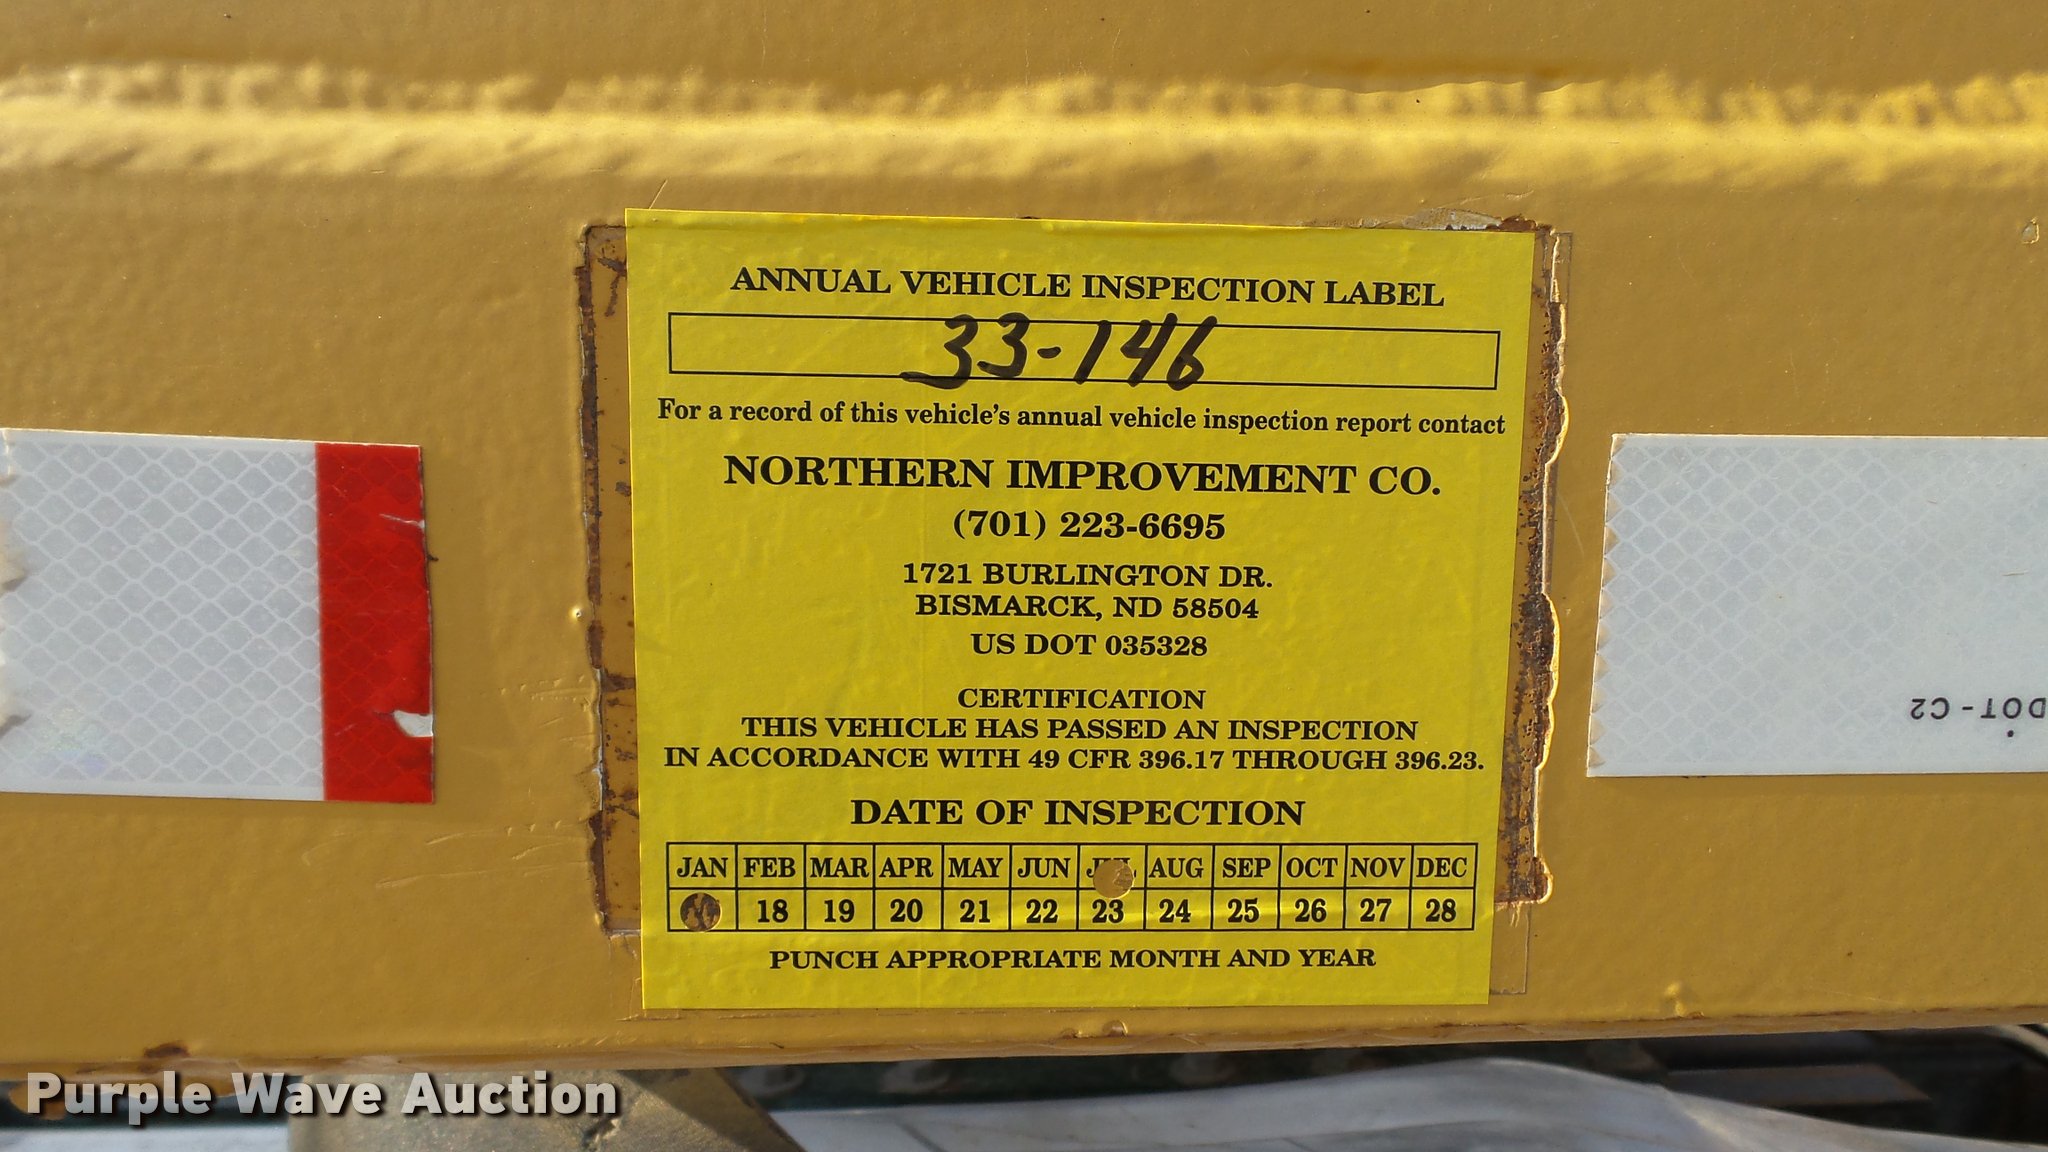 ANNUAL VEHICLE INSPECTION LABEL
33-146
For a record of this vehicle's annual vehicle inspection report contact
NORTHERN IMPROVEMENT CO.
(701) 223-6695
1721 BURLINGTON DR.
BISMARCK, ND 58504
US DOT 035328
CERTIFICATION
THIS VEHICLE HAS PASSED AN INSPECTION
IN ACCORDANCE WITH 49 CFR 396.17 THROUGH 396.23.
DATE OF INSPECTION
JAN FEB MAR APR MAY JUN JUL AUG SEP OCT NOV DEC
18 19 20 21 22 23 24 25 26 27 28
PUNCH APPROPRIATE MONTH AND YEAR
DOT-C2
Purple Wave Auction